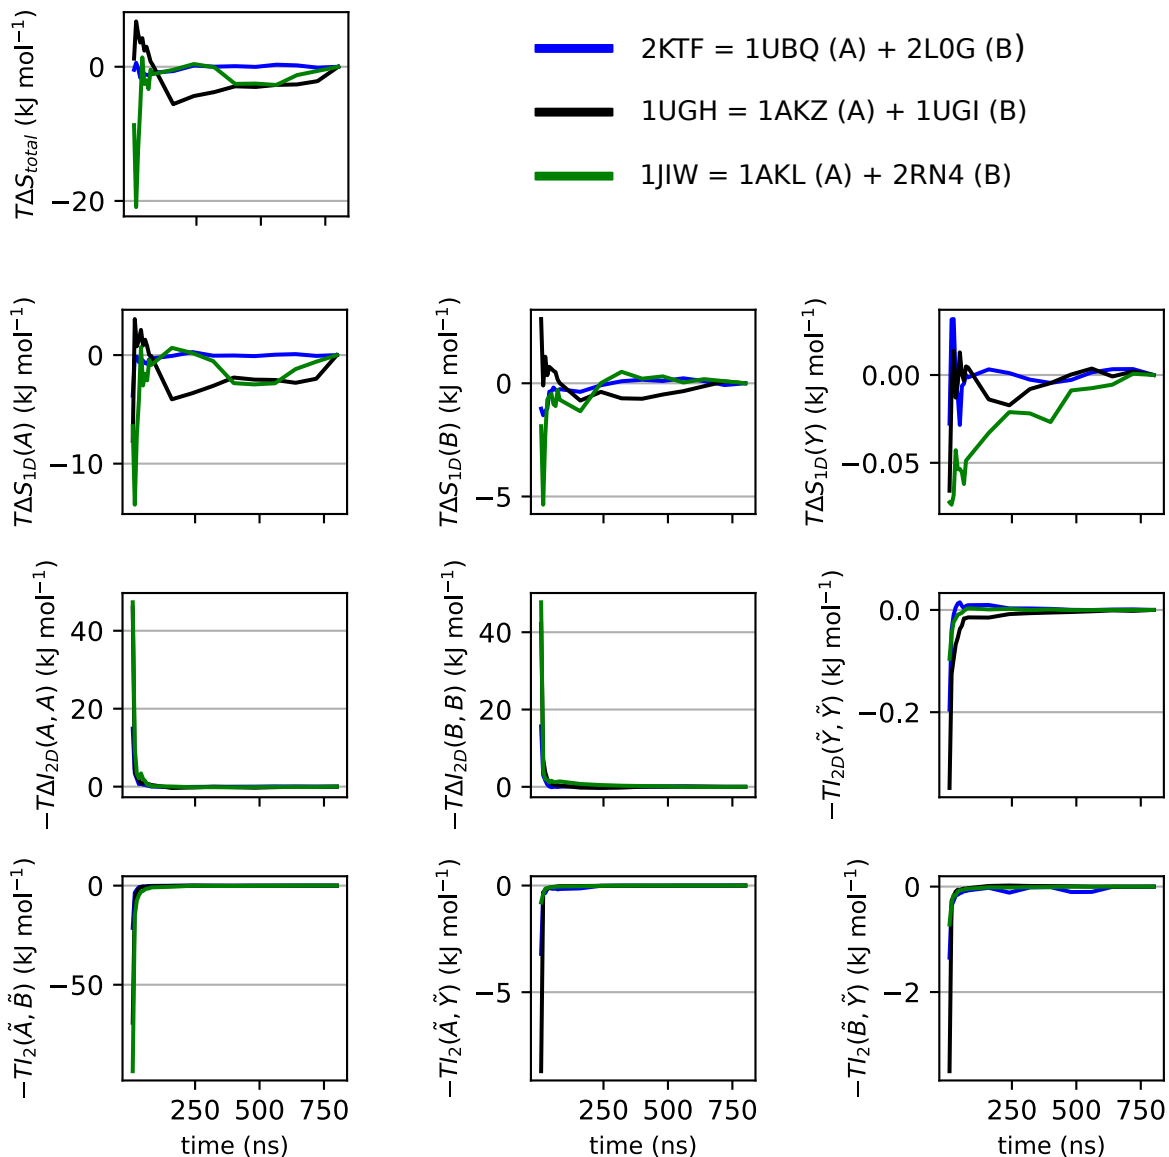 TΔS_total (kJ mol⁻¹)
0
−20
2KTF = 1UBQ (A) + 2L0G (B)
1UGH = 1AKZ (A) + 1UGI (B)
1JIW = 1AKL (A) + 2RN4 (B)
TΔS_1D(A) (kJ mol⁻¹)
0
−10
TΔS_1D(B) (kJ mol⁻¹)
0
−5
TΔS_1D(Y) (kJ mol⁻¹)
0.00
−0.05
−TΔI_2D(A, A) (kJ mol⁻¹)
40
20
0
−TΔI_2D(B, B) (kJ mol⁻¹)
40
20
0
−TI_2D(Ỹ, Ỹ) (kJ mol⁻¹)
0.0
−0.2
−TI_2(Ã, B̃) (kJ mol⁻¹)
0
−50
250 500 750
time (ns)
−TI_2(Ã, Ỹ) (kJ mol⁻¹)
0
−5
250 500 750
time (ns)
−TI_2(B̃, Ỹ) (kJ mol⁻¹)
0
−2
250 500 750
time (ns)